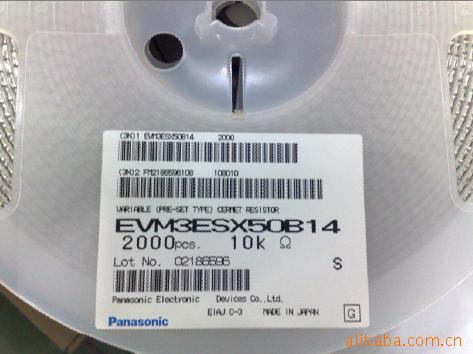 (3N)1 EVM3ESX50B14 2000
(3N)2 FM2186596108 108010
VARIABLE (PRE-SET TYPE) CERMET RESISTOR
EVM3ESX50B14
2000pcs. 10k Ω
Lot No. 02186596
S
Panasonic Electronic Devices Co.,Ltd.
EIAJ C-3 MADE IN JAPAN G
Panasonic
alibaba.com.cn